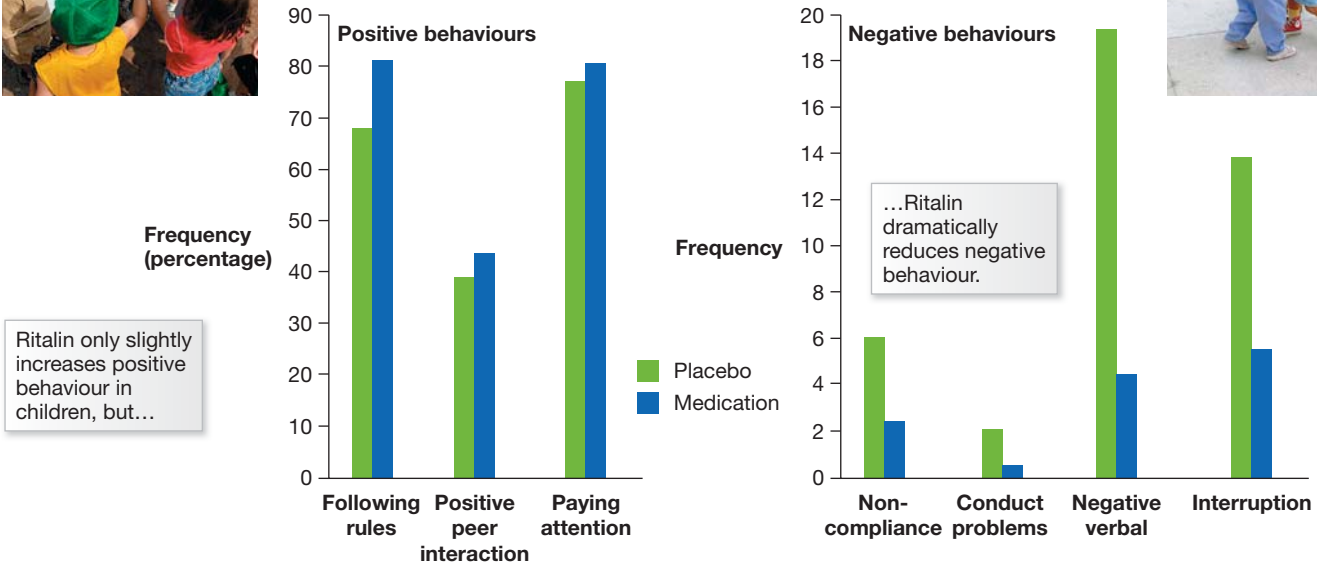 Positive behaviours
90
80
70
60
50
40
30
20
10
0
Frequency
(percentage)
Ritalin only slightly
increases positive
behaviour in
children, but…
Following
rules
Positive
peer
interaction
Paying
attention
Placebo
Medication
Negative behaviours
20
18
16
14
12
10
8
6
4
2
0
Frequency
…Ritalin
dramatically
reduces negative
behaviour.
Non-
compliance
Conduct
problems
Negative
verbal
Interruption